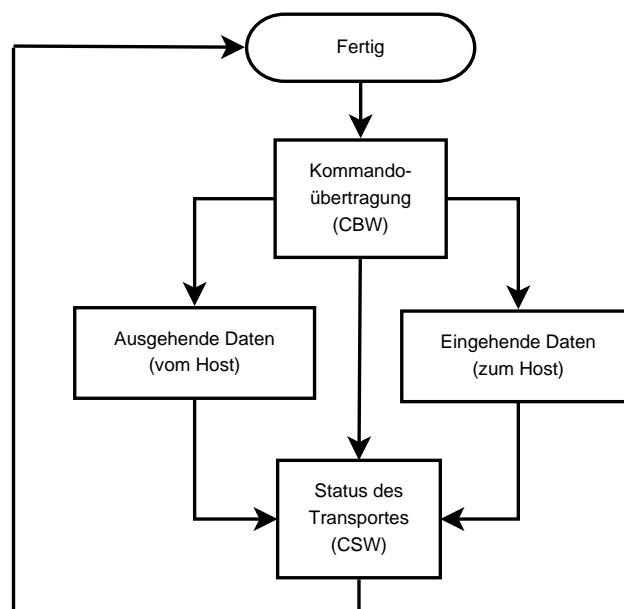 Fertig
Kommando-
übertragung
(CBW)
Ausgehende Daten
(vom Host)
Eingehende Daten
(zum Host)
Status des
Transportes
(CSW)